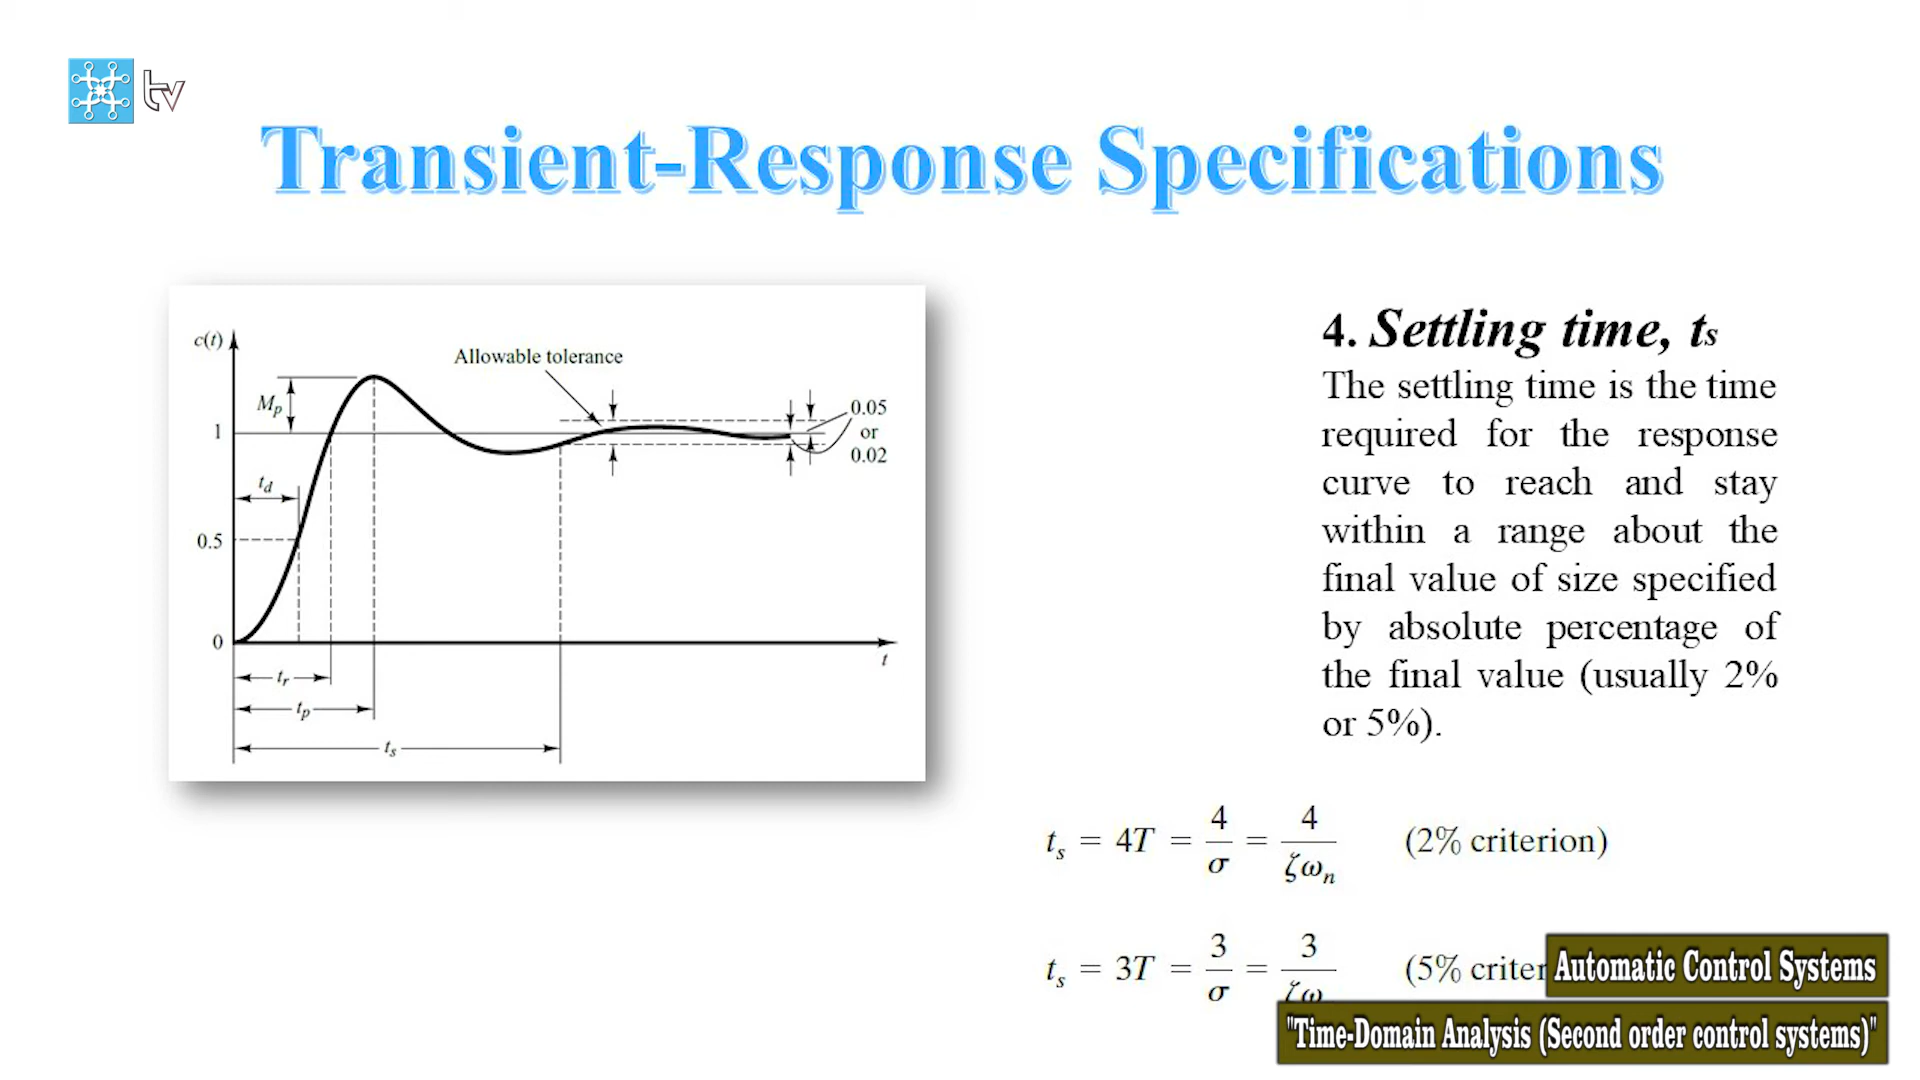 tv
Transient-Response Specifications
c(t)
Allowable tolerance
Mp
0.05
or
0.02
1
td
0.5
0
t
tr
tp
ts
4. Settling time, ts
The settling time is the time
required for the response
curve to reach and stay
within a range about the
final value of size specified
by absolute percentage of
the final value (usually 2%
or 5%).
ts = 4T = 4/σ = 4/ζωn (2% criterion)
ts = 3T = 3/σ = 3/ζω (5% criter
Automatic Control Systems
"Time-Domain Analysis (Second order control systems)"